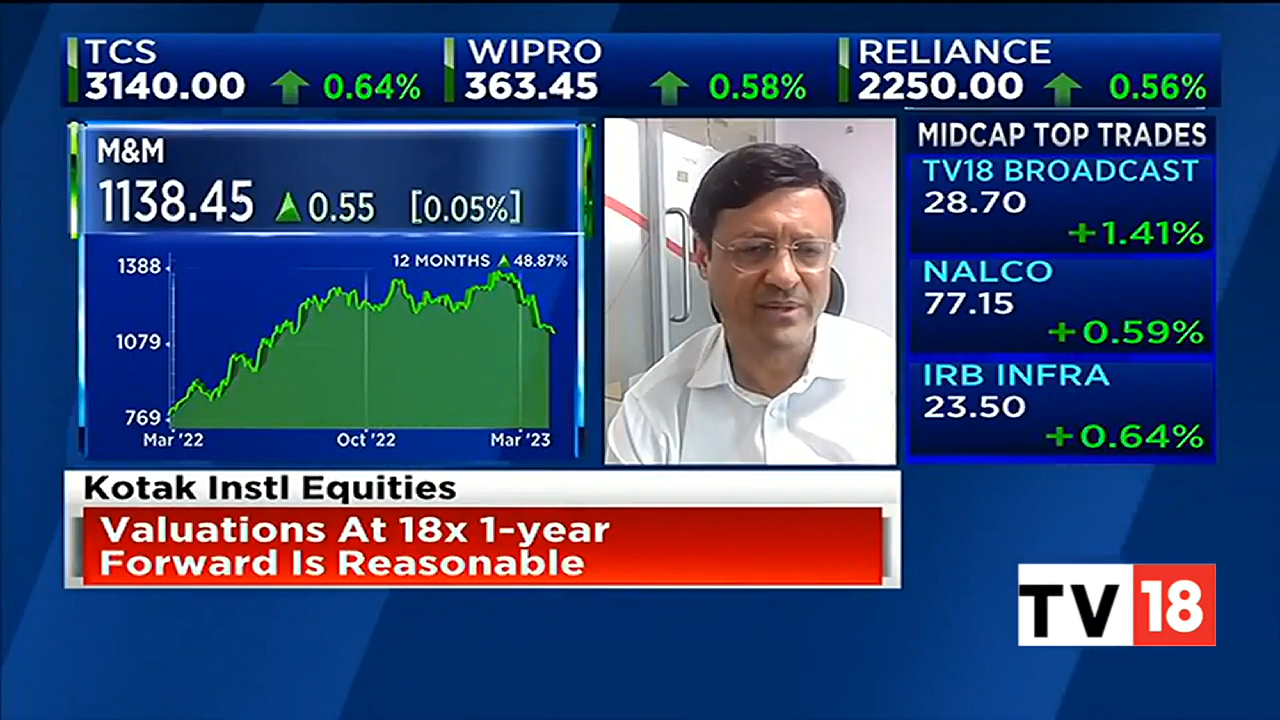 TCS
3140.00 0.64%
WIPRO
363.45 0.58%
RELIANCE
2250.00 0.56%
M&M
1138.45 0.55 [0.05%]
12 MONTHS 48.87%
1388
1079
769
Mar '22 Oct '22 Mar '23
MIDCAP TOP TRADES
TV18 BROADCAST
28.70
+1.41%
NALCO
77.15
+0.59%
IRB INFRA
23.50
+0.64%
Kotak Instl Equities
Valuations At 18x 1-year
Forward Is Reasonable
TV18